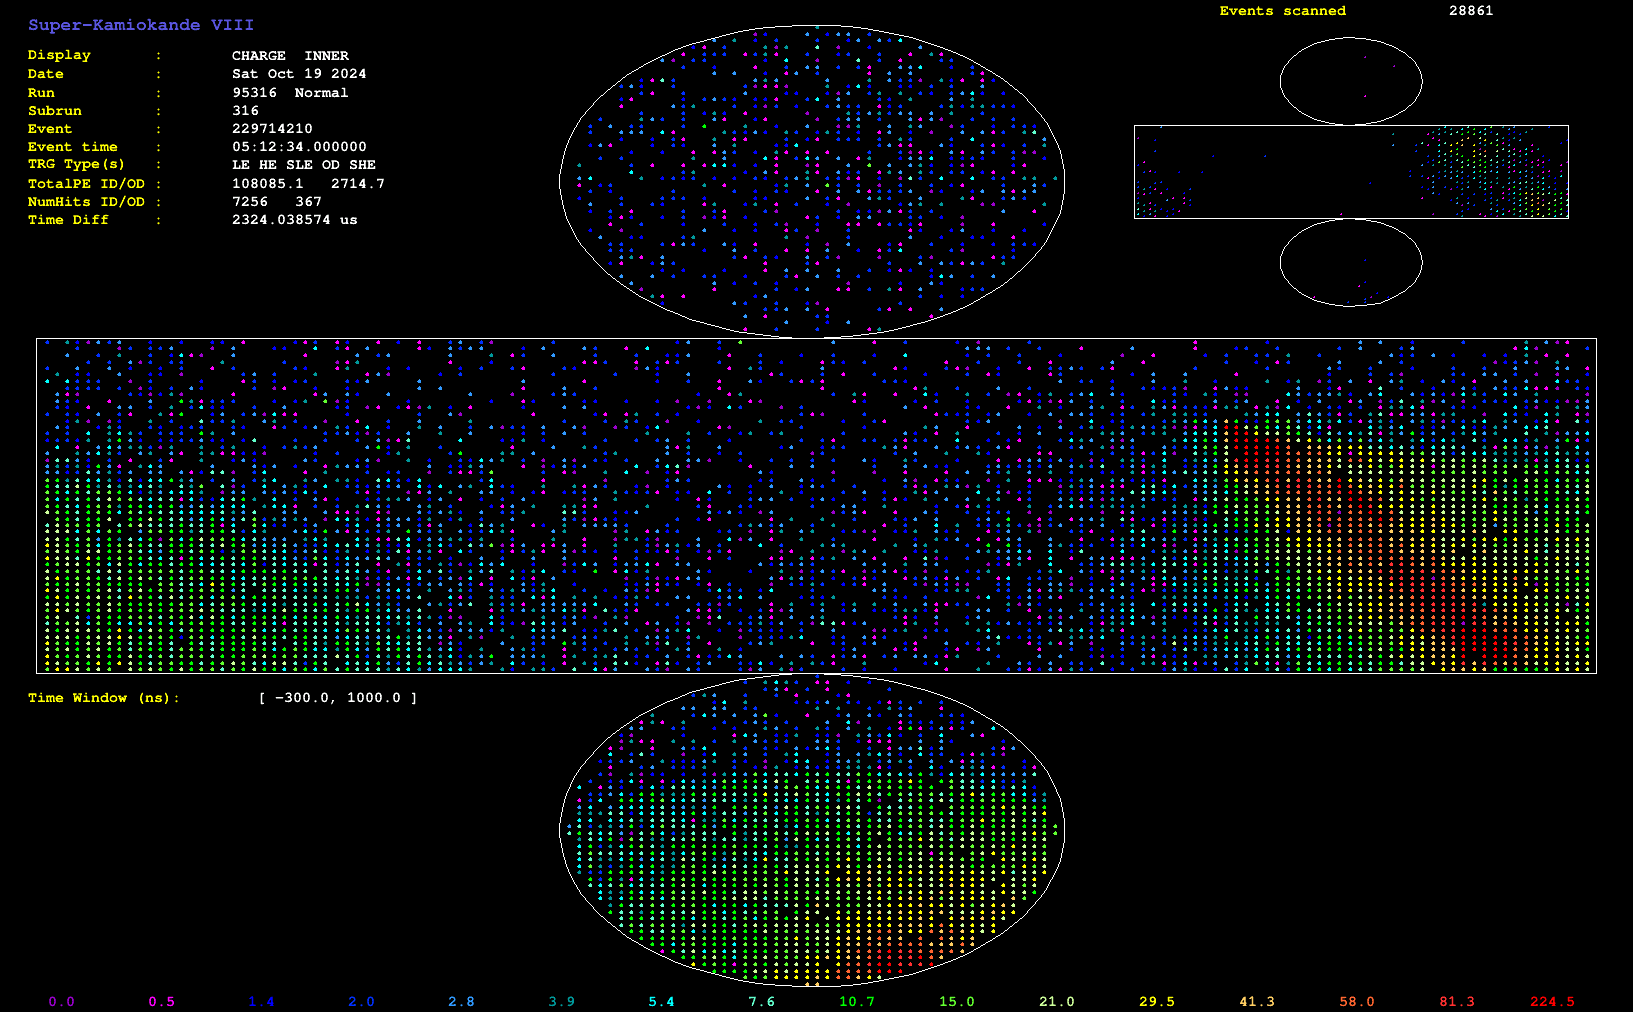 Super-Kamiokande VIII
Events scanned 28861
Display : CHARGE INNER
Date : Sat Oct 19 2024
Run : 95316 Normal
Subrun : 316
Event : 229714210
Event time : 05:12:34.000000
TRG Type(s) : LE HE SLE OD SHE
TotalPE ID/OD : 108085.1 2714.7
NumHits ID/OD : 7256 367
Time Diff : 2324.038574 us
Time Window (ns): [ -300.0, 1000.0 ]
0.0 0.5 1.4 2.0 2.8 3.9 5.4 7.6 10.7 15.0 21.0 29.5 41.3 58.0 81.3 224.5